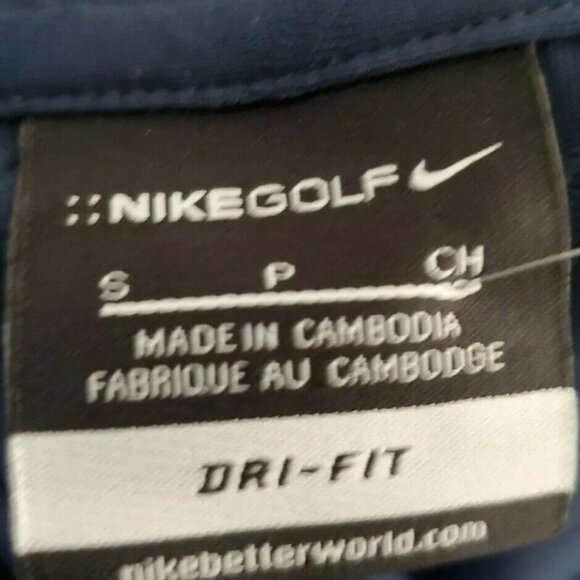 ::NIKEGOLF
S P CH
MADE IN CAMBODIA
FABRIQUE AU CAMBODGE
DRI-FIT
nikebetterworld.com